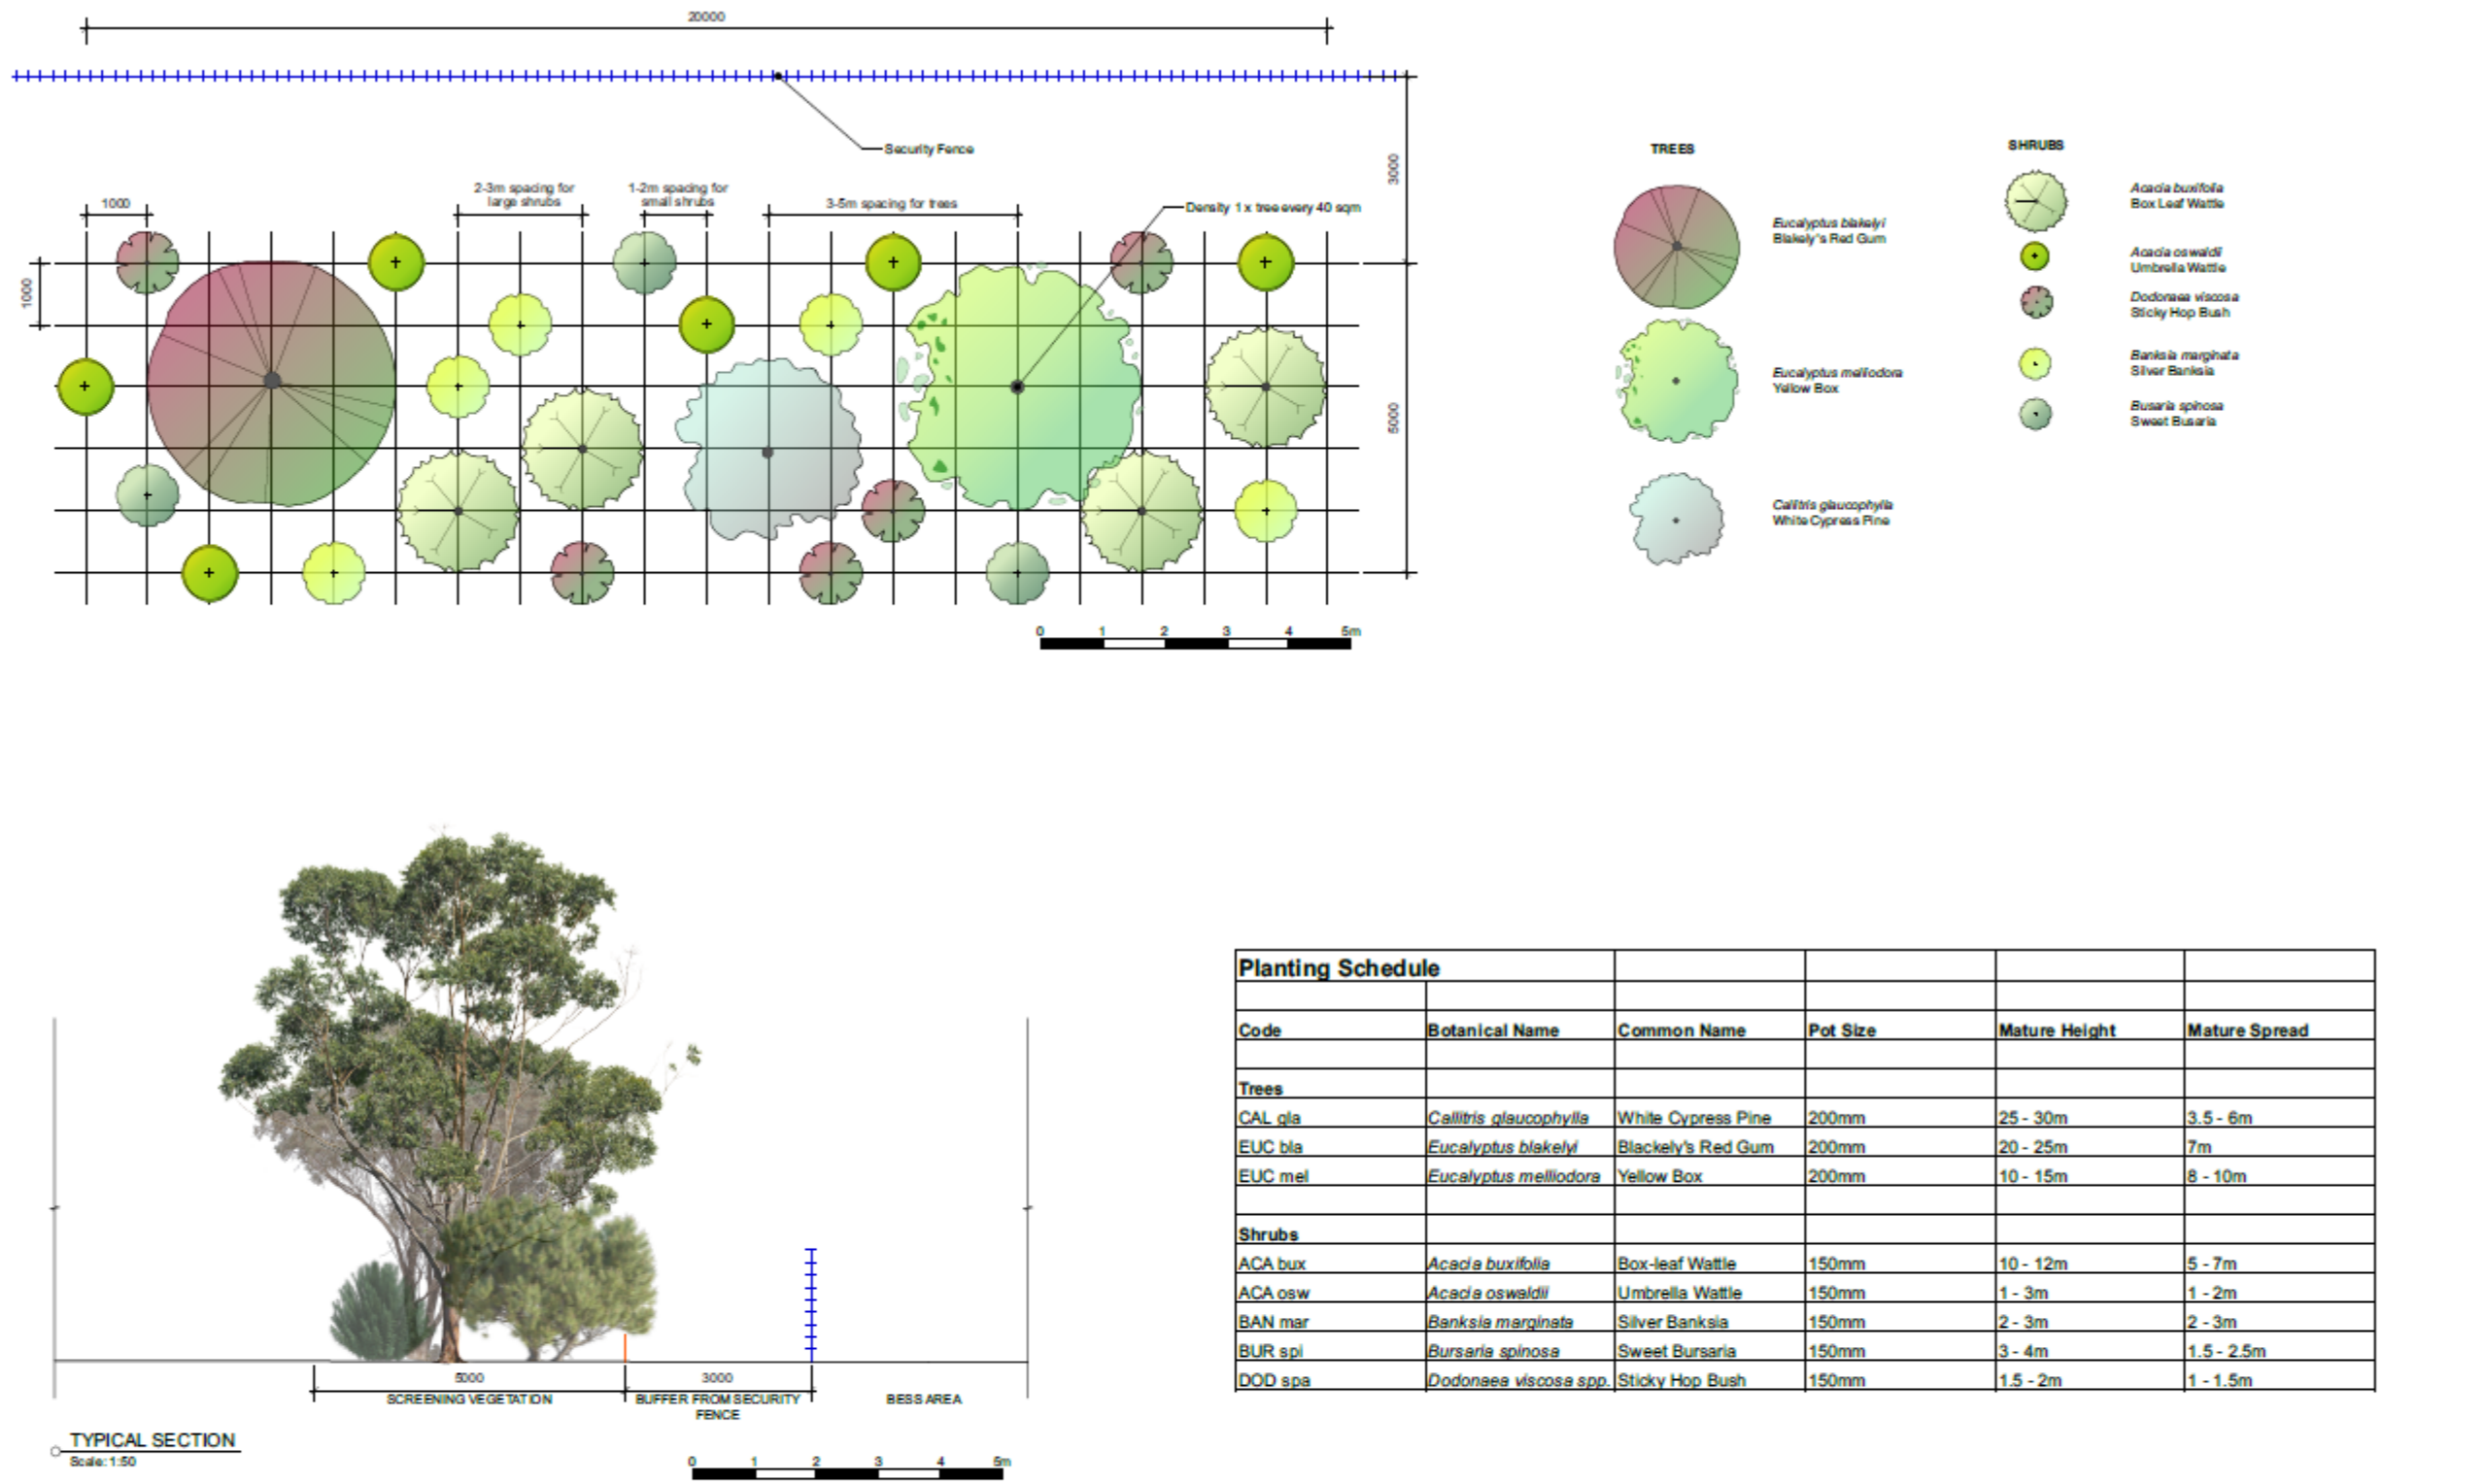 20000
Security Fence
3000
2-3m spacing for
large shrubs
1-2m spacing for
small shrubs
3-5m spacing for trees
Density 1 x tree every 40 sqm
1000
1000
5000
0 1 2 3 4 5m
TREES
Eucalyptus blakelyi
Blakely's Red Gum
Eucalyptus melliodora
Yellow Box
Callitris glaucophylla
White Cypress Pine
SHRUBS
Acacia buxifolia
Box Leaf Wattle
Acacia oswaldii
Umbrella Wattle
Dodonaea viscosa
Sticky Hop Bush
Banksia marginata
Silver Banksia
Busaria spinosa
Sweet Busaria
5000
SCREENING VEGETATION
3000
BUFFER FROM SECURITY
FENCE
BESS AREA
TYPICAL SECTION
Scale: 1:50
0 1 2 3 4 5m
Planting Schedule
Code Botanical Name Common Name Pot Size Mature Height Mature Spread
Trees
CAL gla Callitris glaucophylla White Cypress Pine 200mm 25 - 30m 3.5 - 6m
EUC bla Eucalyptus blakelyi Blackely's Red Gum 200mm 20 - 25m 7m
EUC mel Eucalyptus melliodora Yellow Box 200mm 10 - 15m 8 - 10m
Shrubs
ACA bux Acacia buxifolia Box-leaf Wattle 150mm 10 - 12m 5 - 7m
ACA osw Acacia oswaldii Umbrella Wattle 150mm 1 - 3m 1 - 2m
BAN mar Banksia marginata Silver Banksia 150mm 2 - 3m 2 - 3m
BUR spi Bursaria spinosa Sweet Bursaria 150mm 3 - 4m 1.5 - 2.5m
DOD spa Dodonaea viscosa spp. Sticky Hop Bush 150mm 1.5 - 2m 1 - 1.5m